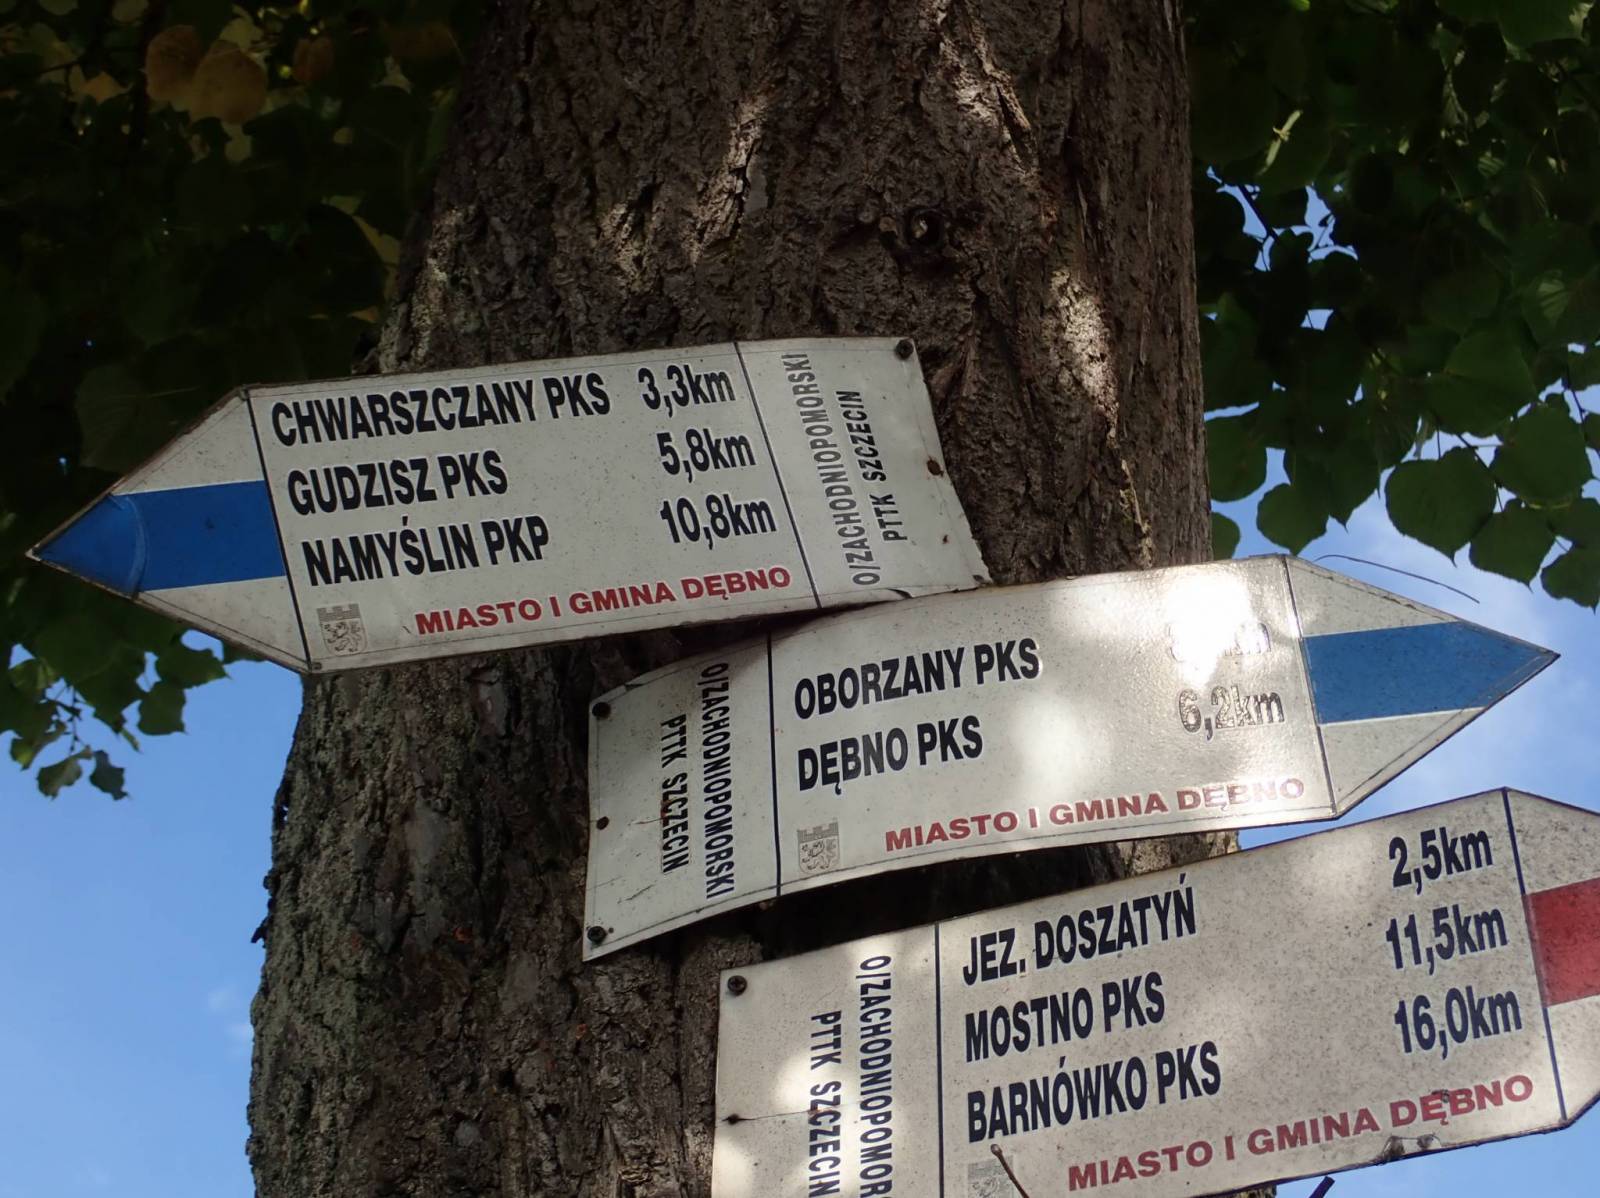 CHWARSZCZANY PKS 3,3km
GUDZISZ PKS 5,8km
NAMYŚLIN PKP 10,8km
MIASTO I GMINA DĘBNO
O/ZACHODNIOPOMORSKI
PTTK SZCZECIN
OBORZANY PKS
DĘBNO PKS 6,2km
MIASTO I GMINA DĘBNO
O/ZACHODNIOPOMORSKI
PTTK SZCZECIN
JEZ. DOSZATYŃ 2,5km
MOSTNO PKS 11,5km
BARNÓWKO PKS 16,0km
MIASTO I GMINA DĘBNO
O/ZACHODNIOPOMOR
PTTK SZCZECIN